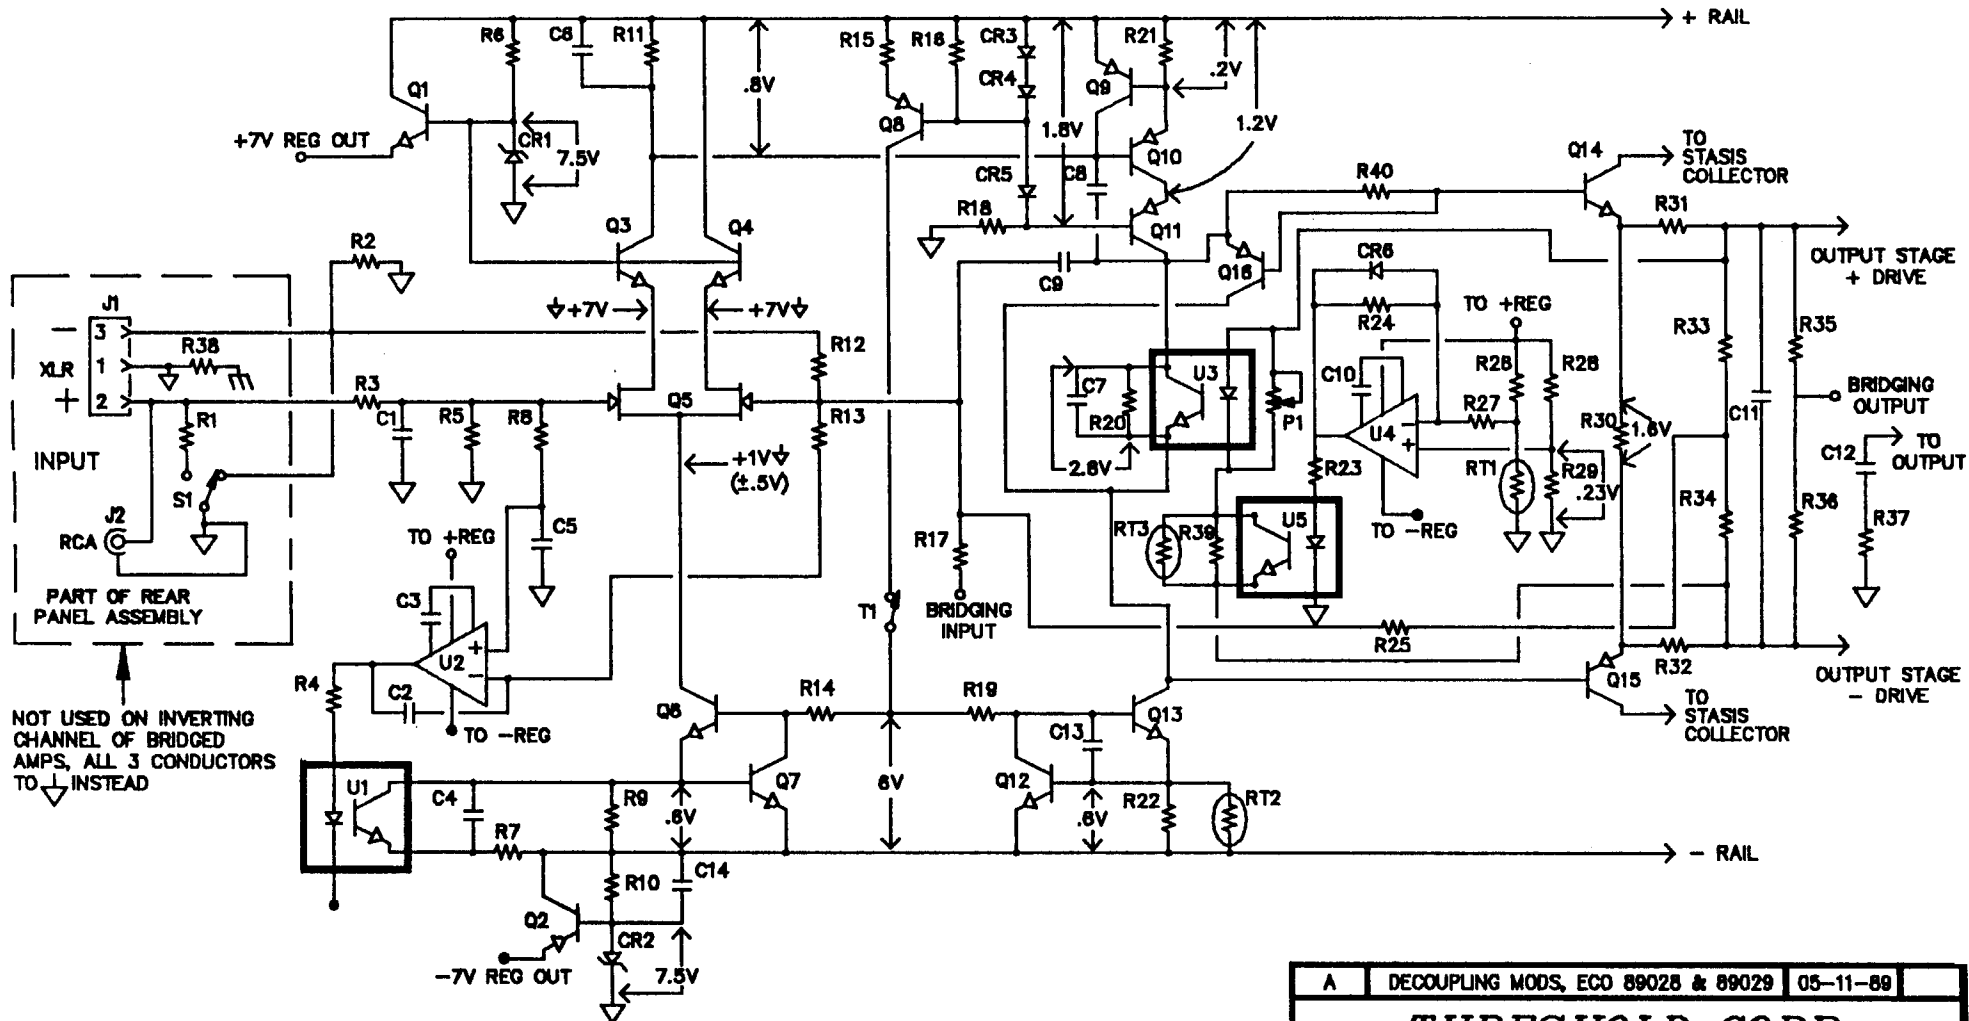 + RAIL
R6
C6
R11
.8V
R15
R16
CR3
CR4
1.8V
Q9
R21
.2V
1.2V
Q1
+7V REG OUT
CR1
7.5V
Q8
Q10
CR5
C8
Q14
TO
STASIS
COLLECTOR
R40
R31
R2
Q3
Q4
R18
Q11
C9
Q16
CR6
OUTPUT STAGE
+ DRIVE
+7V
+7V
R24
TO +REG
J1
− 3
XLR 1
+ 2
R38
R3
R12
Q5
R13
C7
R20
2.8V
U3
P1
C10
U4
−
+
R26
R28
R27
R33
R35
R30
1.6V
C11
BRIDGING
OUTPUT
C12
TO
OUTPUT
INPUT
R1
S1
J2
RCA
C1
R5
R8
+1V
(±.5V)
R23
RT1
R29
.23V
R34
R36
R37
TO +REG
C5
R17
RT3
R39
U5
TO −REG
PART OF REAR
PANEL ASSEMBLY
C3
U2
+
−
T1
BRIDGING
INPUT
R25
R32
OUTPUT STAGE
− DRIVE
R4
C2
TO −REG
Q6
R14
R19
Q13
Q15
TO
STASIS
COLLECTOR
NOT USED ON INVERTING
CHANNEL OF BRIDGED
AMPS, ALL 3 CONDUCTORS
TO INSTEAD
U1
C4
R7
R9
.6V
Q7
6V
Q12
C13
.6V
R22
RT2
− RAIL
R10
C14
Q2
CR2
7.5V
−7V REG OUT
A DECOUPLING MODS, ECO 89028 & 89029 05-11-89
THRESHOLD CORP